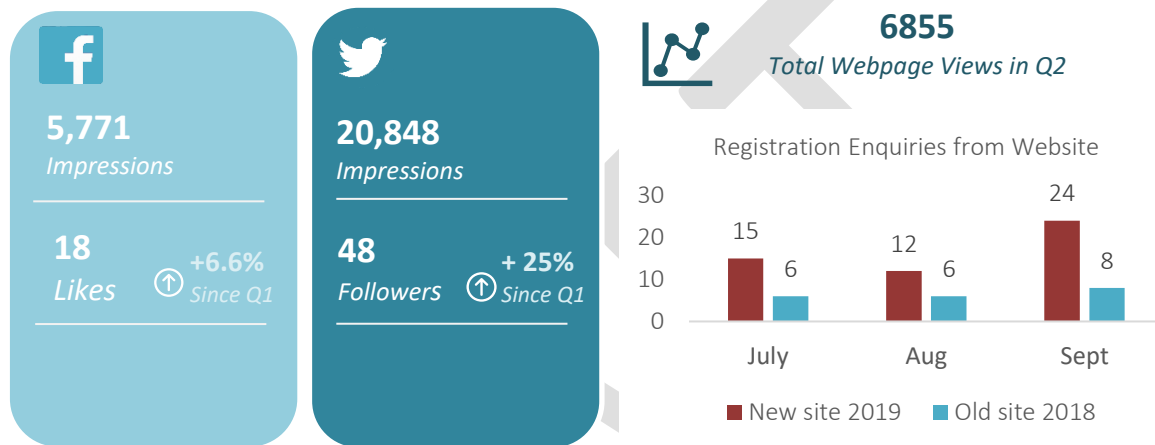 5,771
Impressions
18
Likes
+6.6%
Since Q1
20,848
Impressions
48
Followers
+ 25%
Since Q1
6855
Total Webpage Views in Q2
Registration Enquiries from Website
30
20
10
0
15
6
12
6
24
8
July
Aug
Sept
New site 2019
Old site 2018